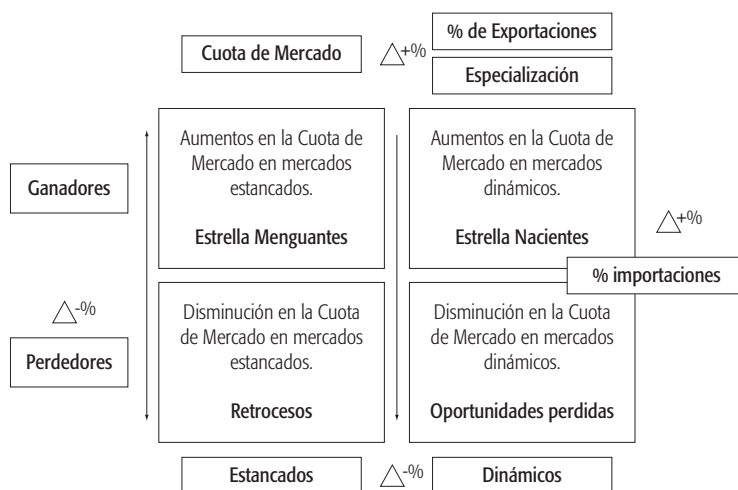 % de Exportaciones
Cuota de Mercado
△+%
Especialización
Aumentos en la Cuota de
Mercado en mercados
estancados.
Estrella Menguantes
Aumentos en la Cuota de
Mercado en mercados
dinámicos.
Estrella Nacientes
Ganadores
△+%
% importaciones
△-%
Perdedores
Disminución en la Cuota
de Mercado en mercados
estancados.
Retrocesos
Disminución en la Cuota
de Mercado en mercados
dinámicos.
Oportunidades perdidas
Estancados
△-%
Dinámicos